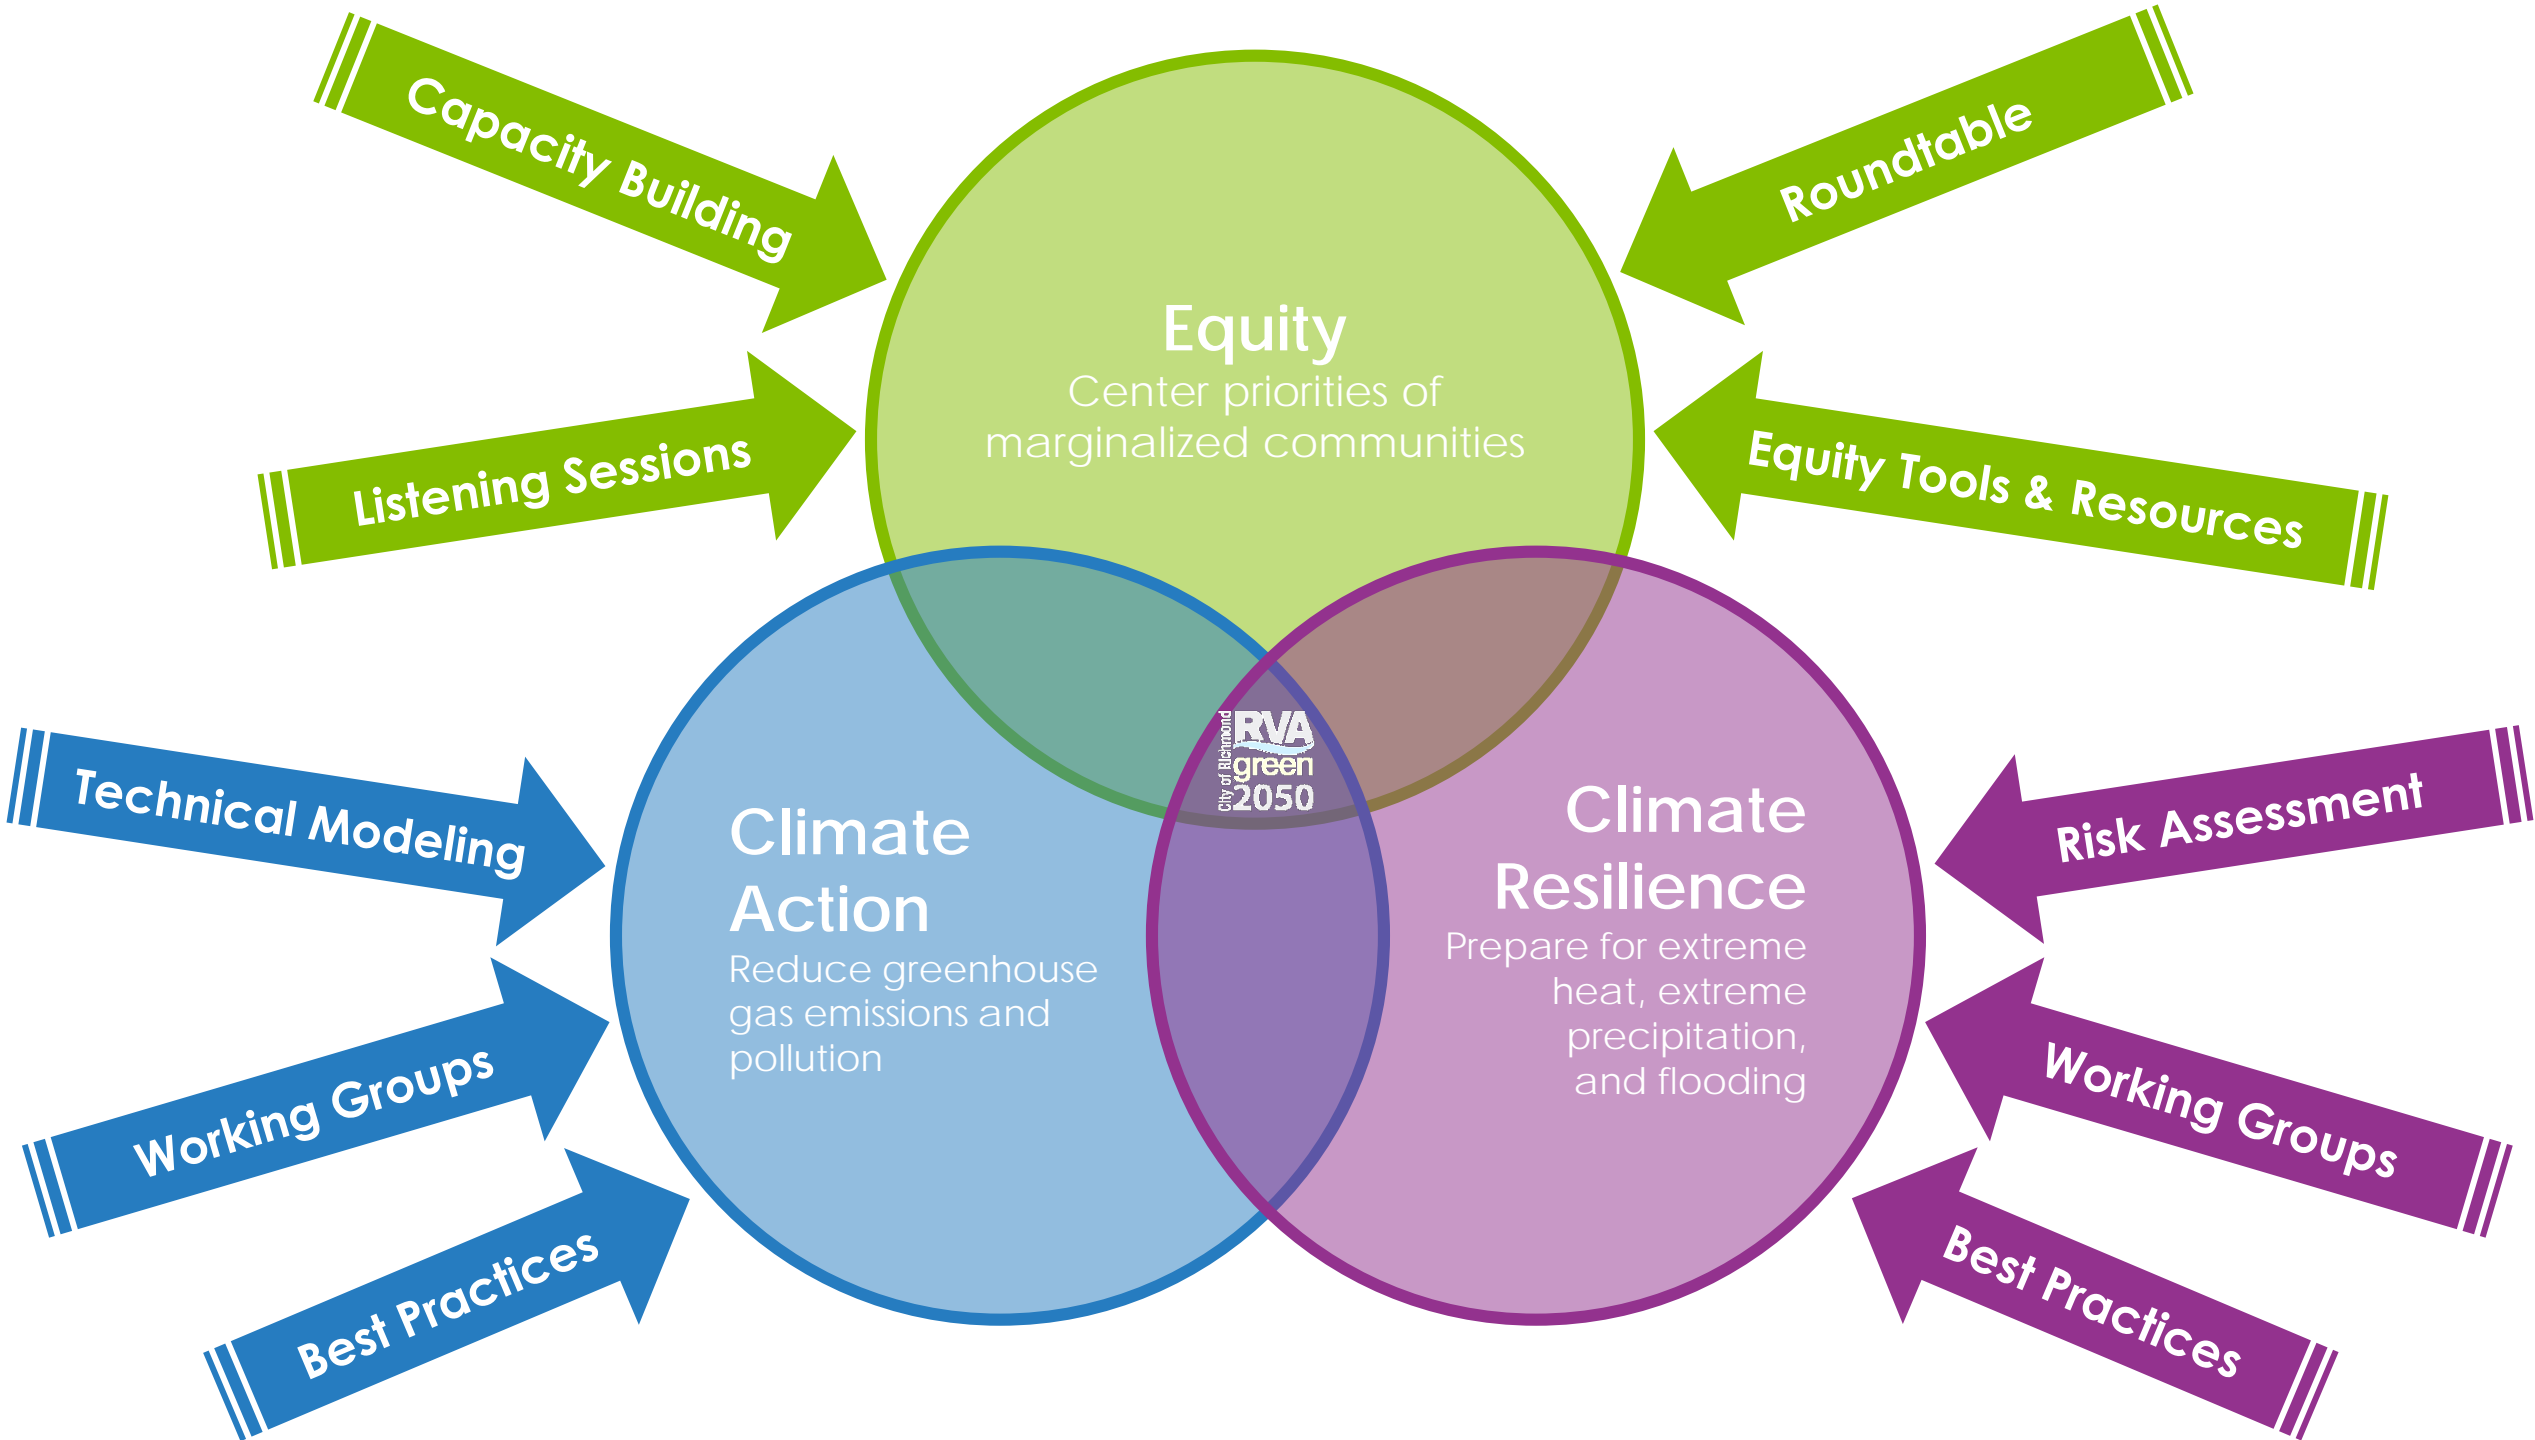 Capacity Building
Roundtable
Listening Sessions
Equity Tools & Resources
Equity
Center priorities of
marginalized communities
City of Richmond
RVA
green
2050
Technical Modeling
Working Groups
Best Practices
Climate
Action
Reduce greenhouse
gas emissions and
pollution
Climate
Resilience
Prepare for extreme
heat, extreme
precipitation,
and flooding
Risk Assessment
Working Groups
Best Practices